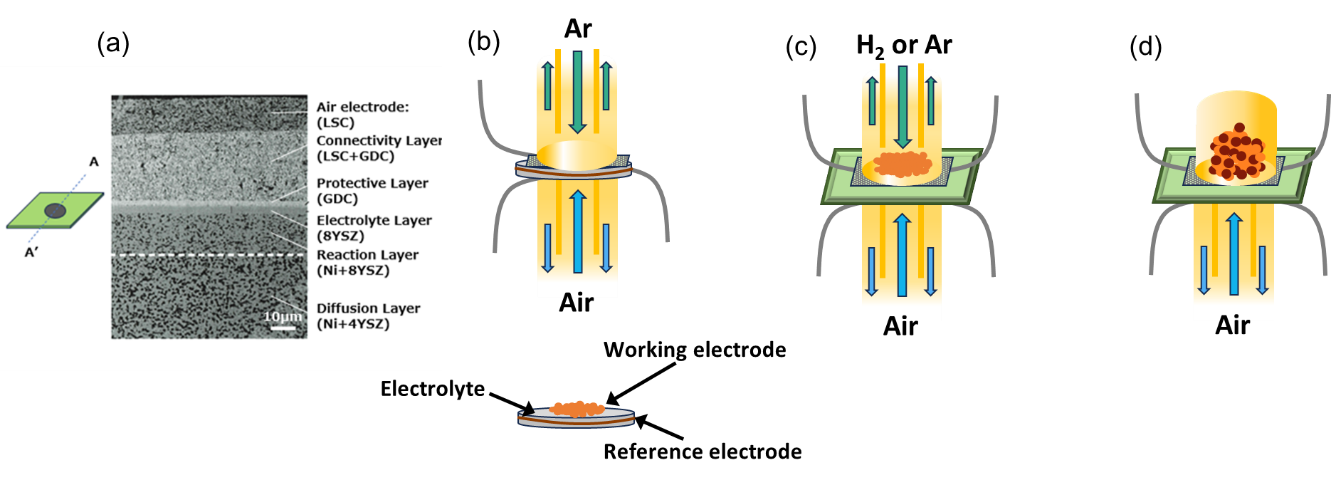 (a)
A
A'
Air electrode:
(LSC)
Connectivity Layer
(LSC+GDC)
Protective Layer
(GDC)
Electrolyte Layer
(8YSZ)
Reaction Layer
(Ni+8YSZ)
Diffusion Layer
(Ni+4YSZ)
10μm
(b)
Ar
Air
Working electrode
Electrolyte
Reference electrode
(c)
H₂ or Ar
Air
(d)
Air